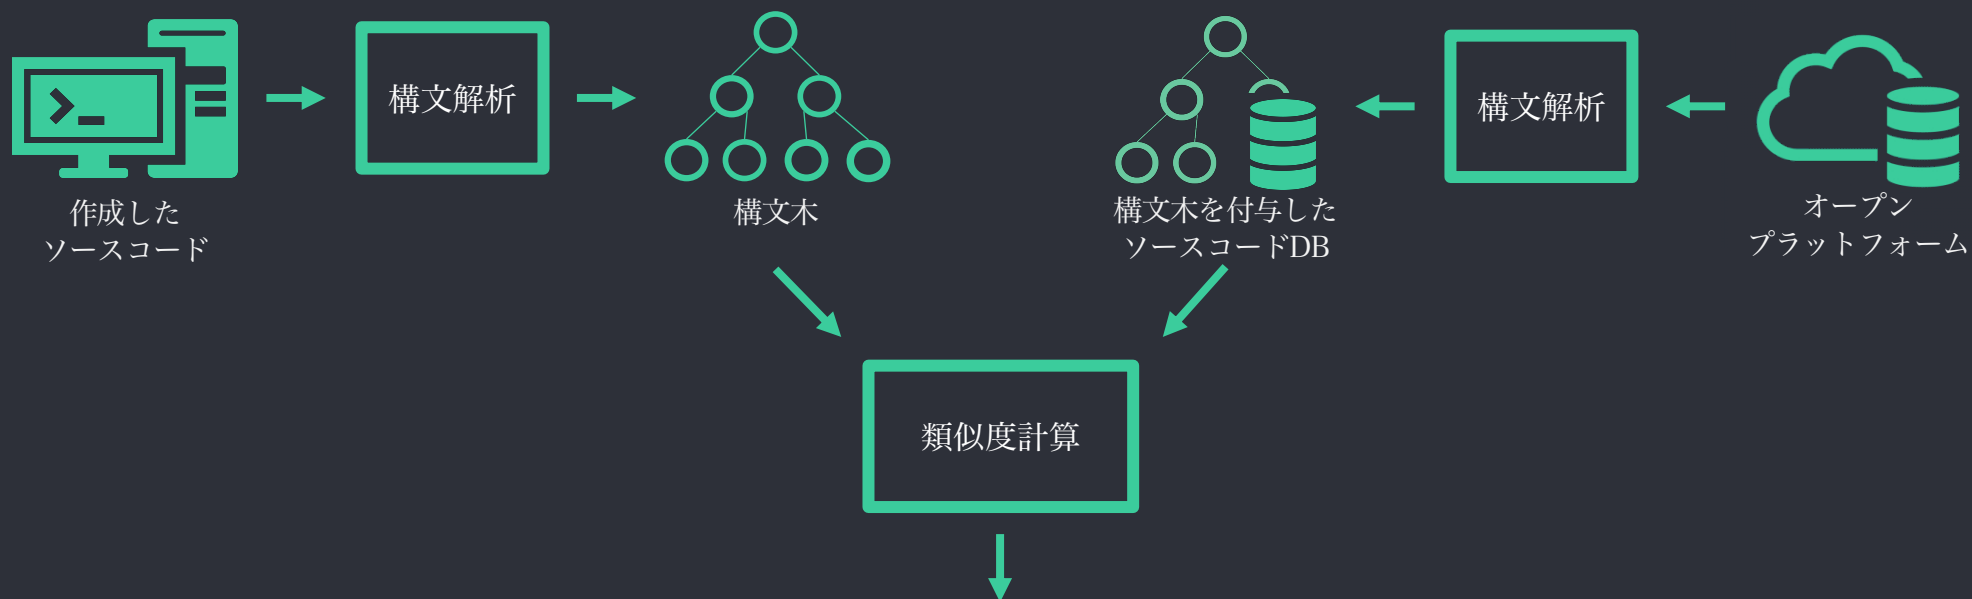 構文解析
構文解析
作成した
ソースコード
構文木
構文木を付与した
ソースコードDB
オープン
プラットフォーム
類似度計算